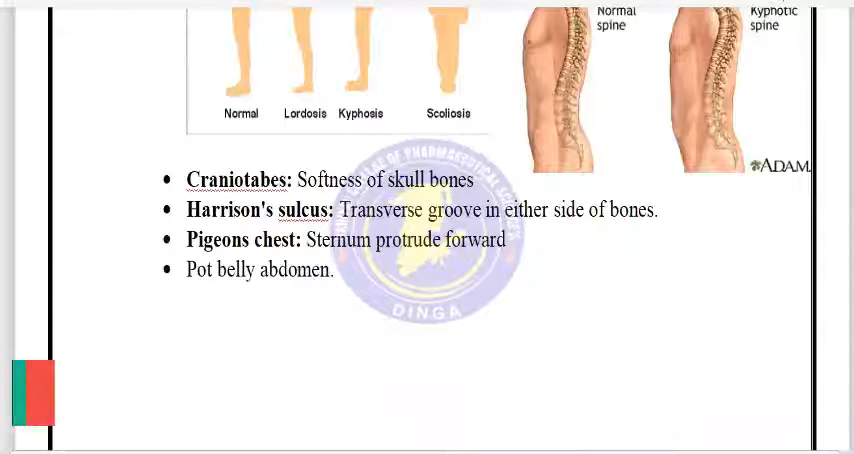 Normal
spine
Kyphotic
spine
Normal Lordosis Kyphosis Scoliosis
ADAM.
• Craniotabes: Softness of skull bones
• Harrison's sulcus: Transverse groove in either side of bones.
• Pigeons chest: Sternum protrude forward
• Pot belly abdomen.
DINGA